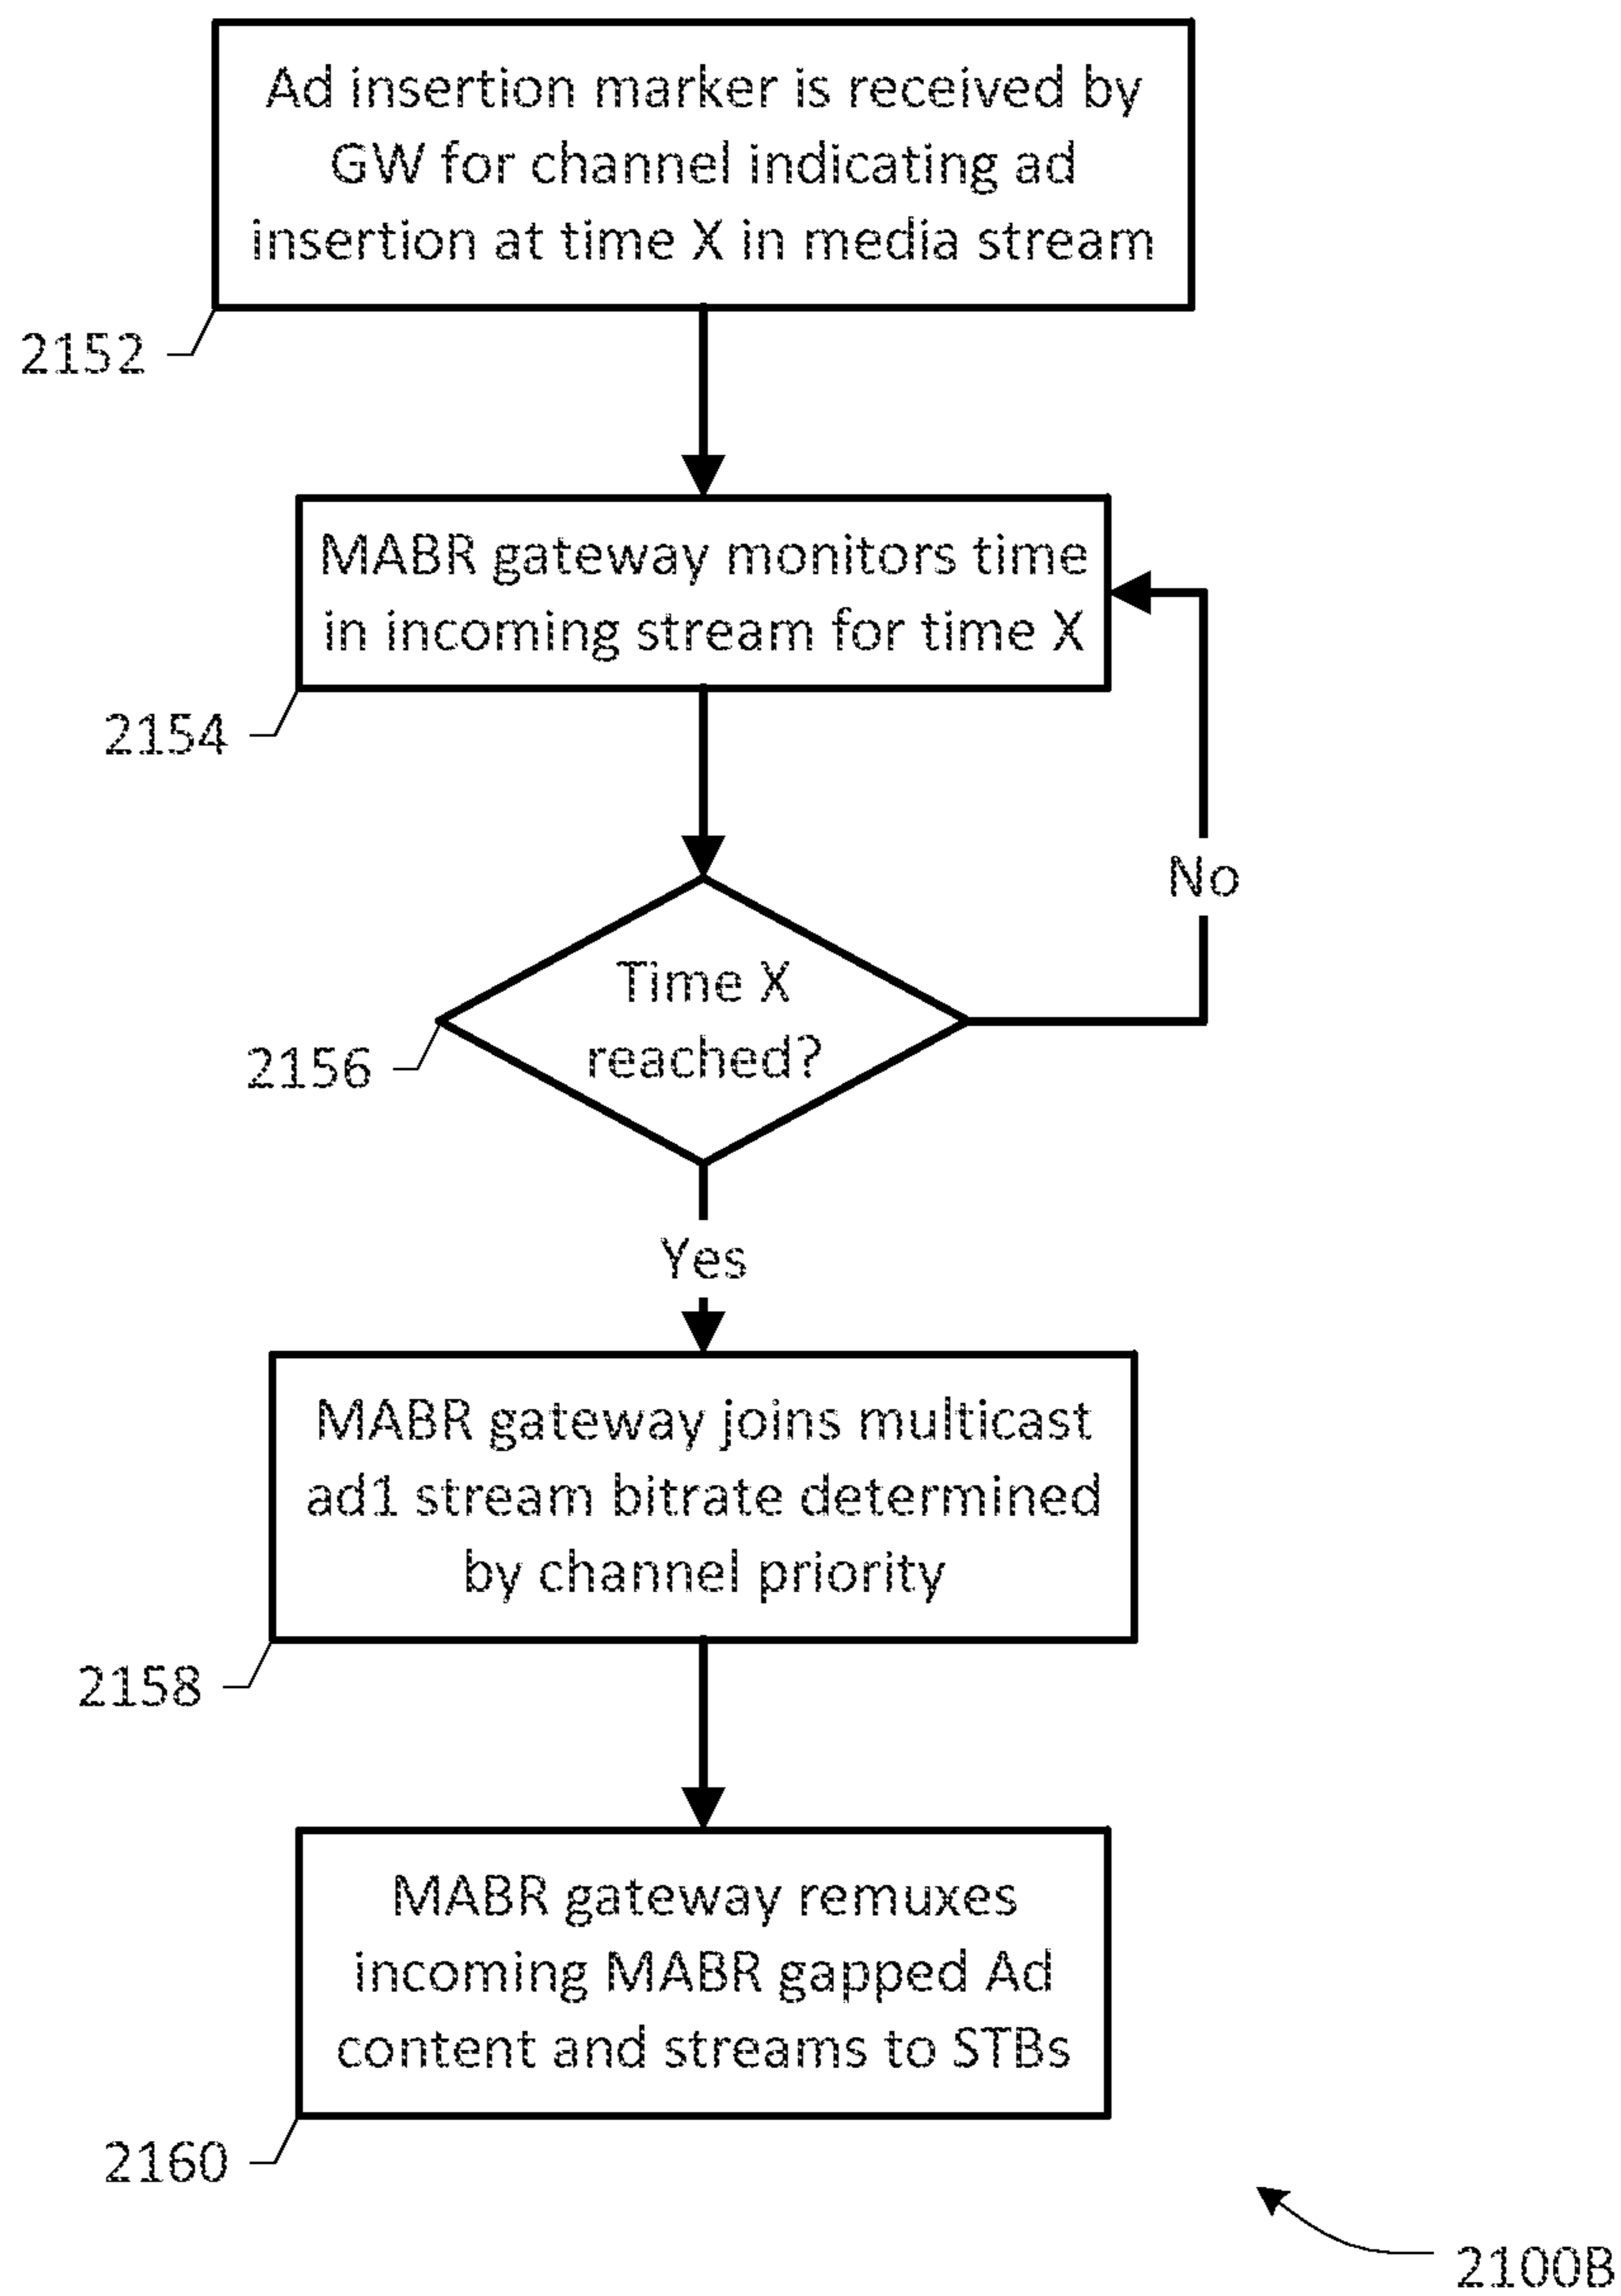 Ad insertion marker is received by
GW for channel indicating ad
insertion at time X in media stream
2152
MABR gateway monitors time
in incoming stream for time X
2154
No
Time X
reached?
2156
Yes
MABR gateway joins multicast
ad1 stream bitrate determined
by channel priority
2158
MABR gateway remuxes
incoming MABR gapped Ad
content and streams to STBs
2160
2100B